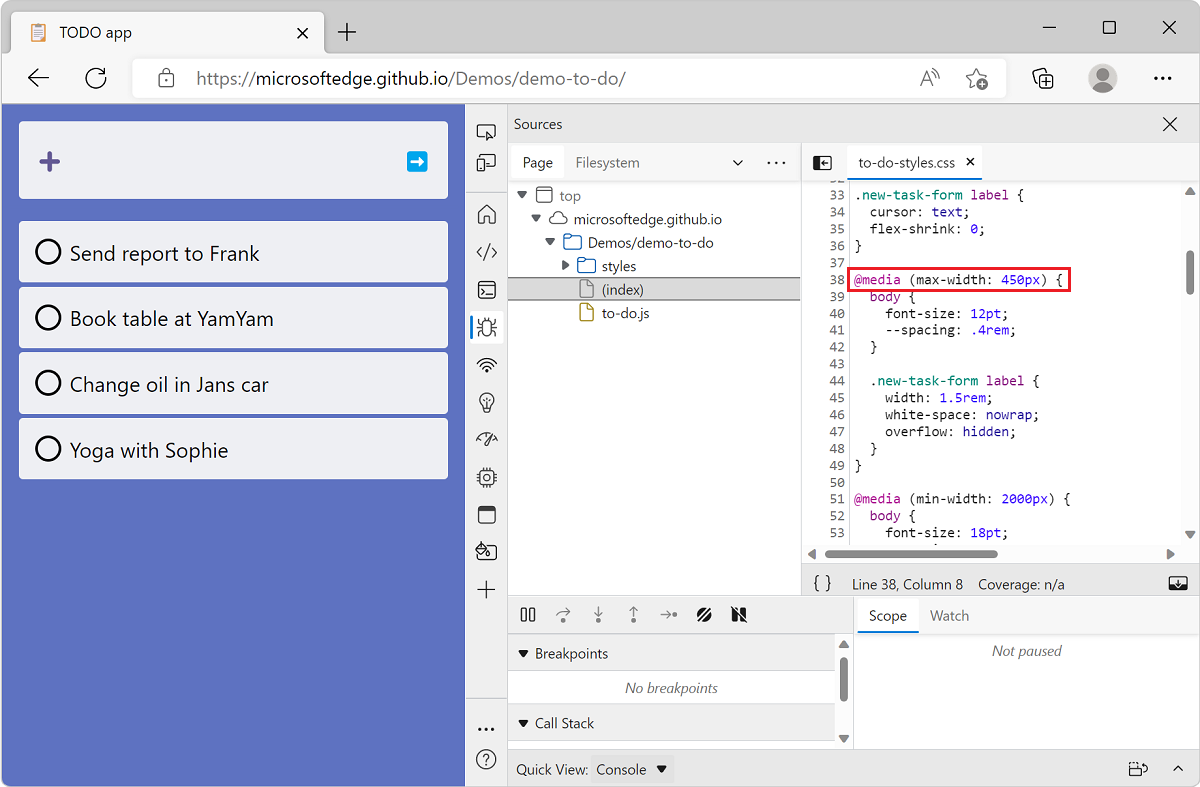 TODO app
https://microsoftedge.github.io/Demos/demo-to-do/
Send report to Frank
Book table at YamYam
Change oil in Jans car
Yoga with Sophie
Sources
Page Filesystem
top
microsoftedge.github.io
Demos/demo-to-do
styles
(index)
to-do.js
to-do-styles.css
33 .new-task-form label {
34 cursor: text;
35 flex-shrink: 0;
36 }
37
38 @media (max-width: 450px) {
39 body {
40 font-size: 12pt;
41 --spacing: .4rem;
42 }
43
44 .new-task-form label {
45 width: 1.5rem;
46 white-space: nowrap;
47 overflow: hidden;
48 }
49 }
50
51 @media (min-width: 2000px) {
52 body {
53 font-size: 18pt;
{ } Line 38, Column 8 Coverage: n/a
Breakpoints
No breakpoints
Call Stack
Scope Watch
Not paused
Quick View: Console